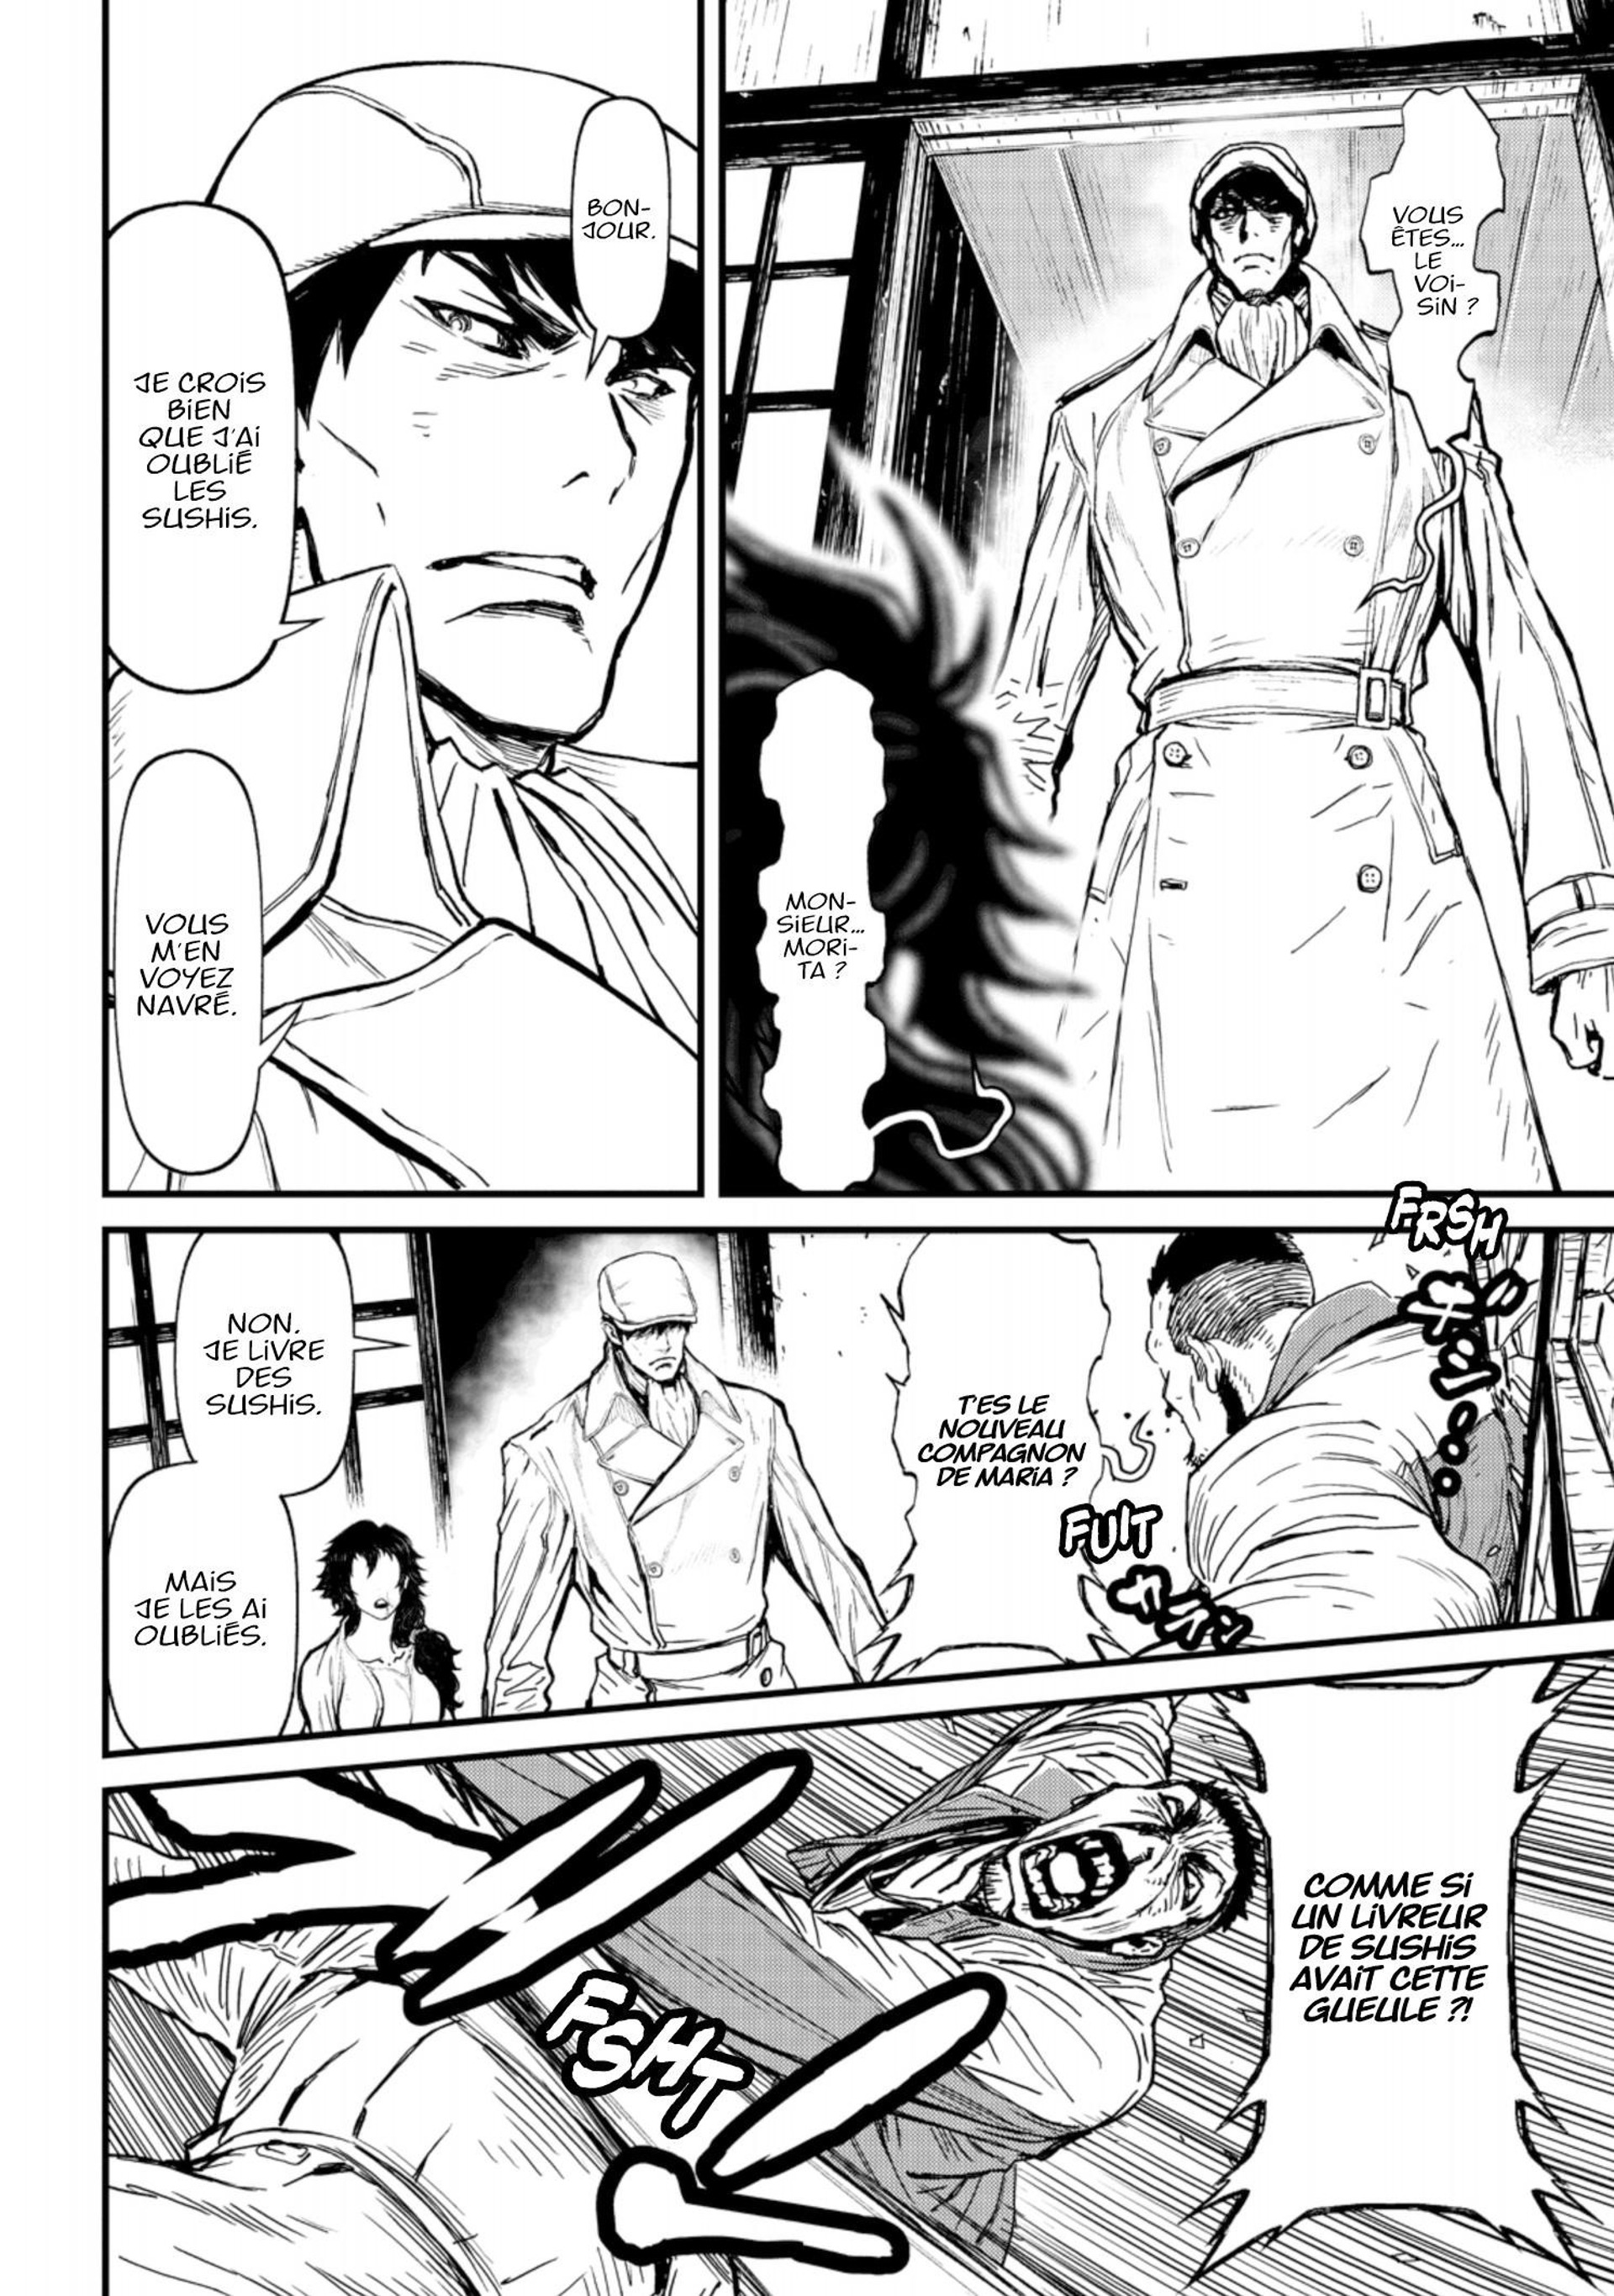 VOUS
ÊTES...
LE
VOI-
SIN ?
MON-
SIEUR...
MORI-
TA ?
BON-
JOUR.
JE CROIS
BIEN
QUE J'AI
OUBLIÉ
LES
SUSHIS.
VOUS
M'EN
VOYEZ
NAVRÉ.
FRSH
ギシ...
T'ES LE
NOUVEAU
COMPAGNON
DE MARIA ?
FUIT
NON.
JE LIVRE
DES
SUSHIS.
MAIS
JE LES AI
OUBLIÉS.
COMME SI
UN LIVREUR
DE SUSHIS
AVAIT CETTE
GUEULE ?!
FSHT